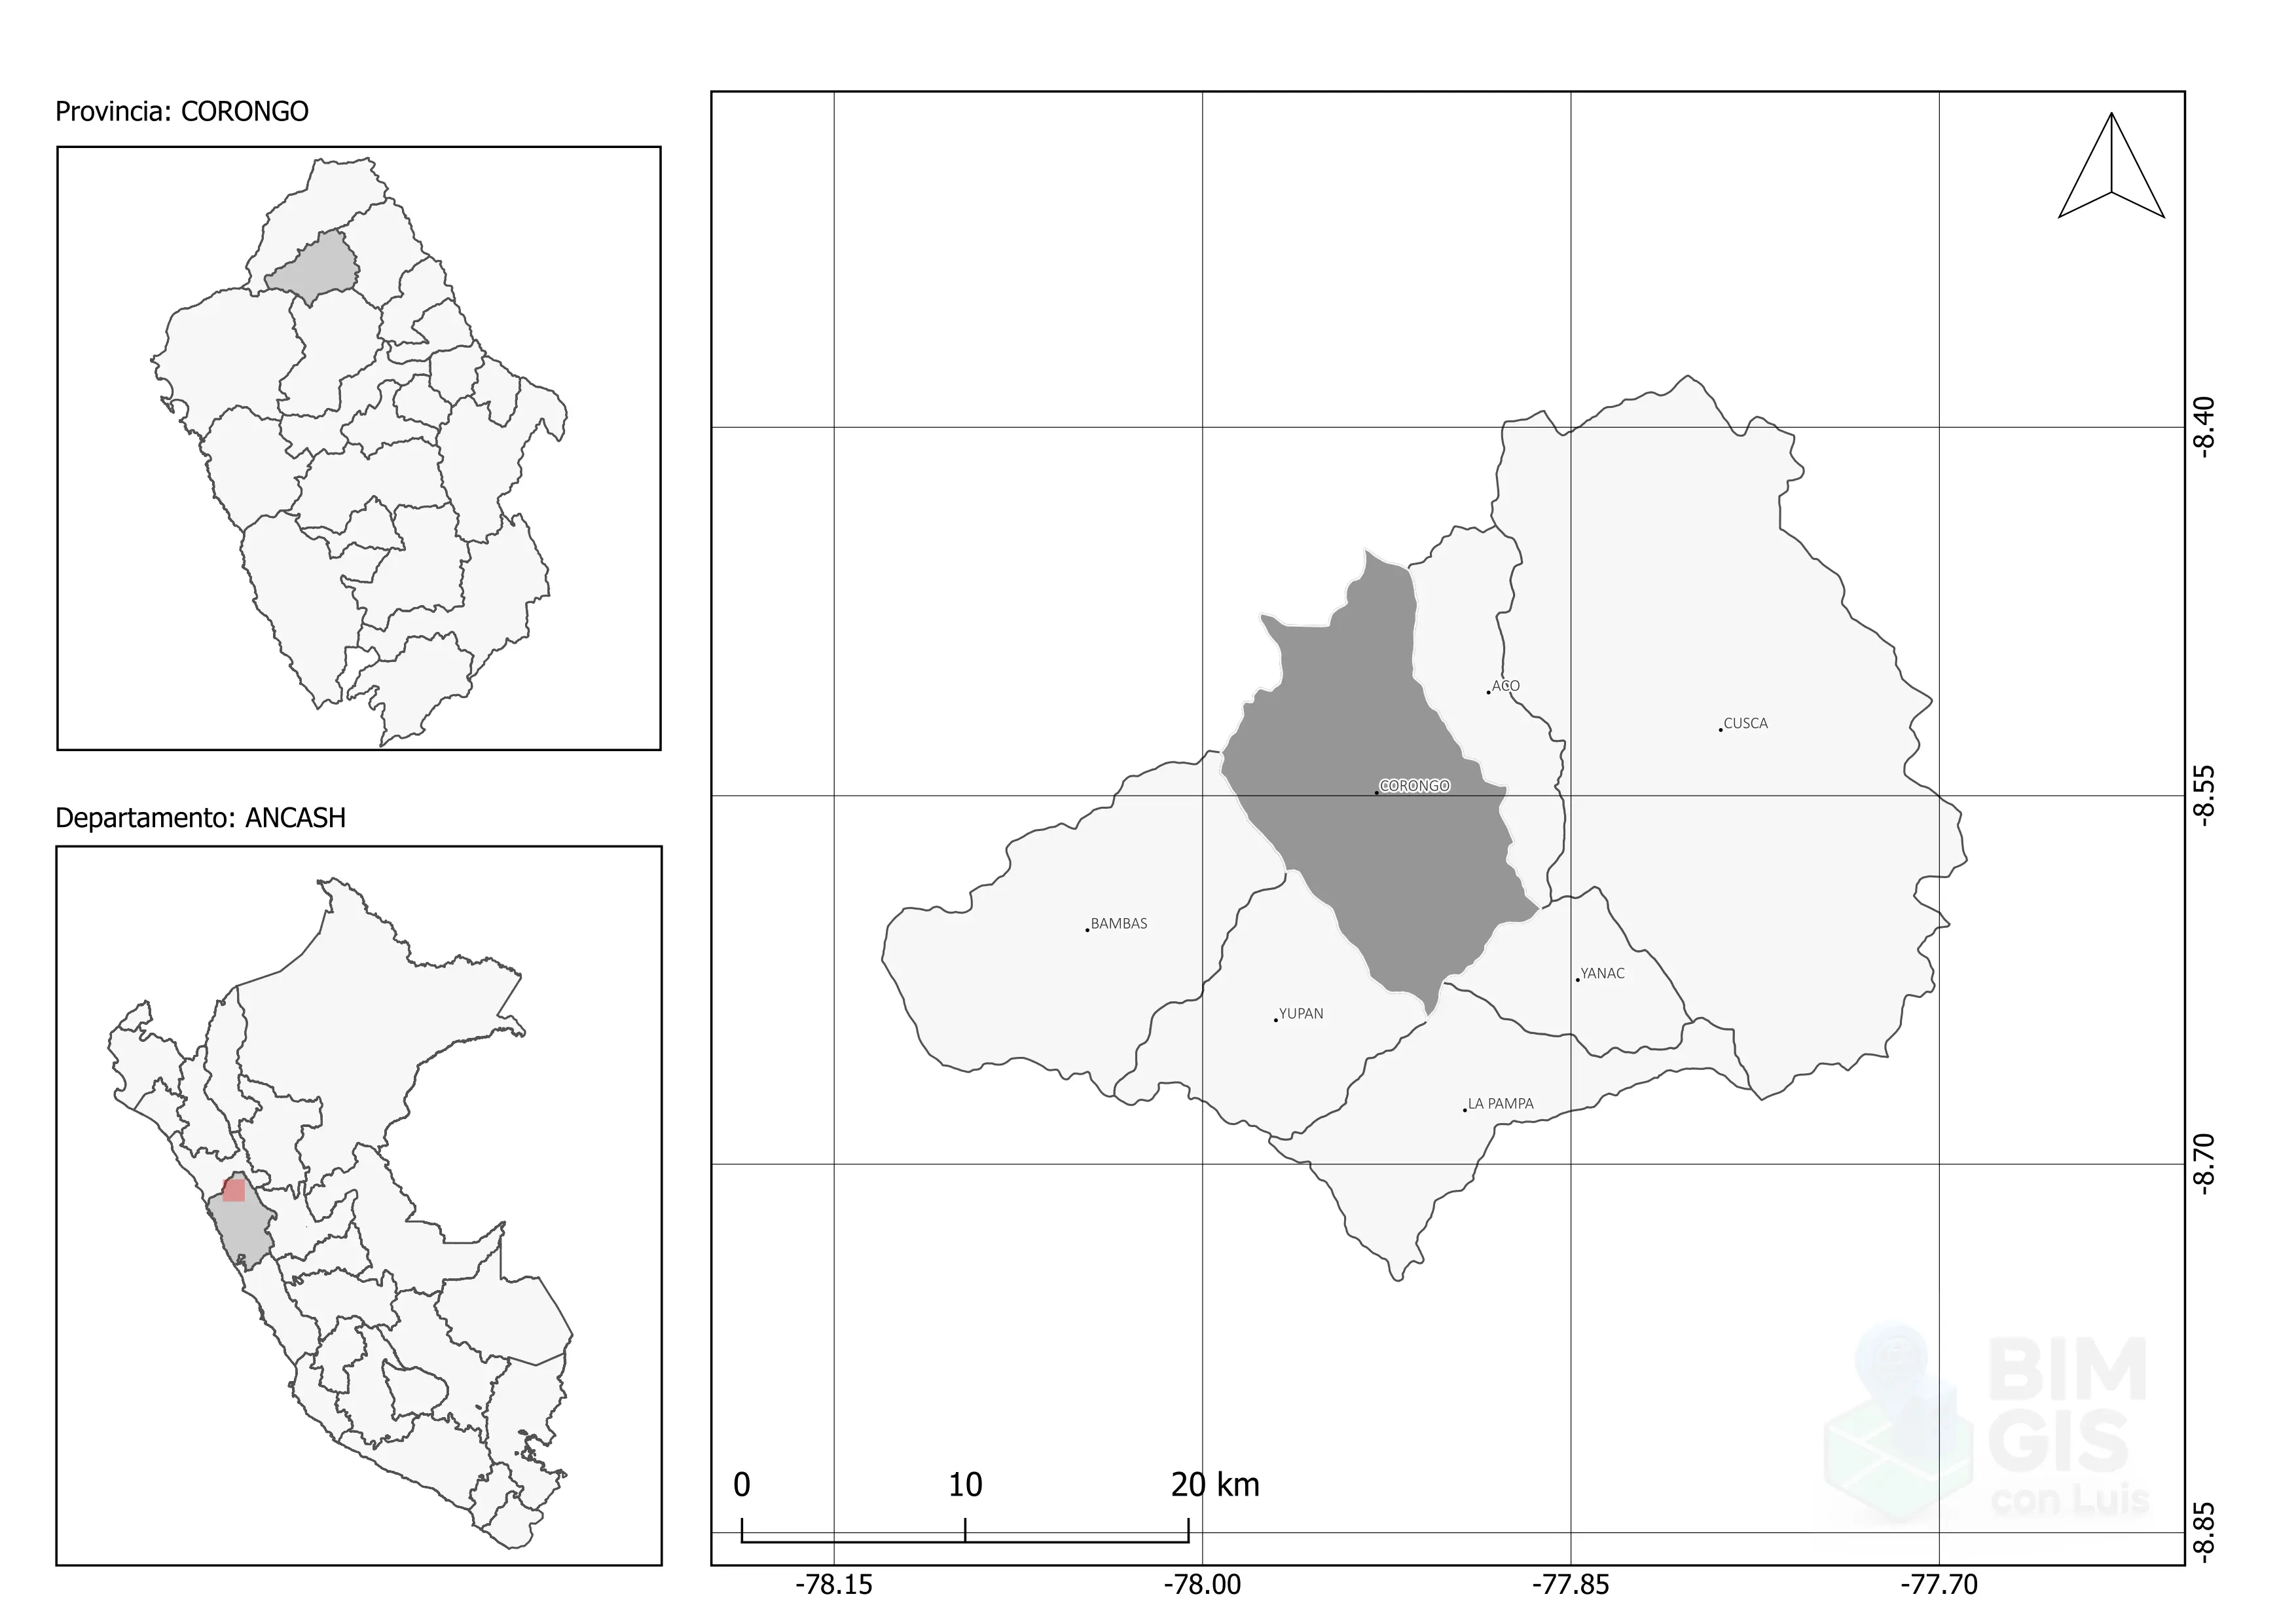 Provincia: CORONGO
Departamento: ANCASH
ACO
CUSCA
CORONGO
BAMBAS
YANAC
YUPAN
LA PAMPA
-8.40
-8.55
-8.70
-8.85
0 10 20 km
-78.15 -78.00 -77.85 -77.70
BIM
GIS
con Luis